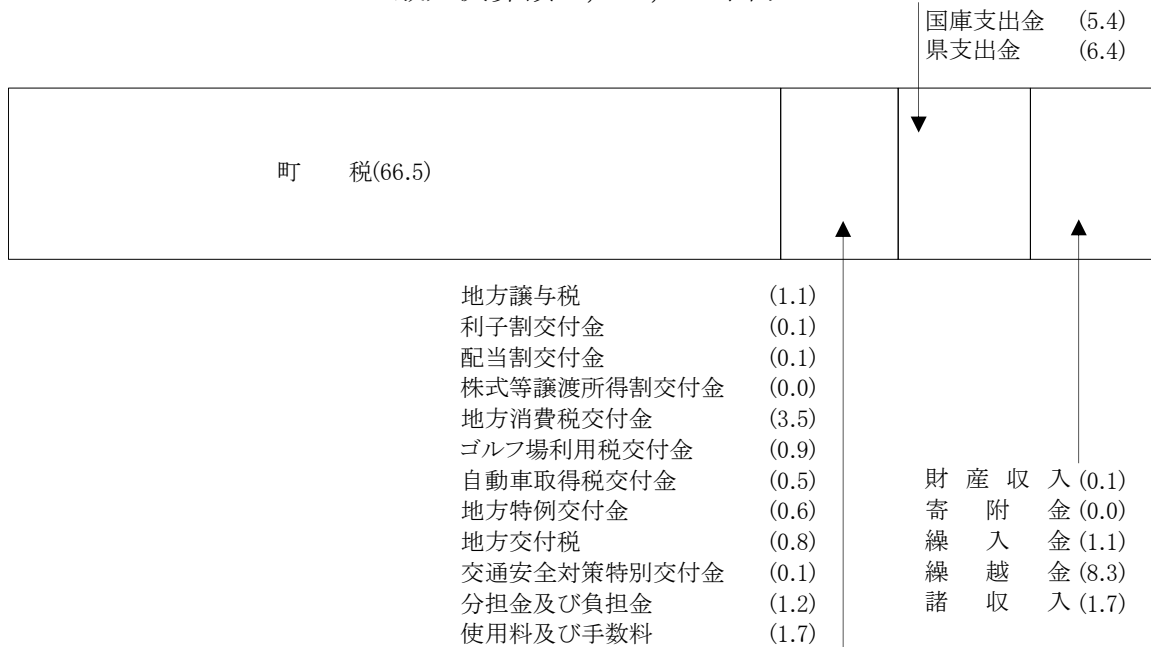 国庫支出金 (5.4)
県支出金 (6.4)
町 税(66.5)
地方譲与税 (1.1)
利子割交付金 (0.1)
配当割交付金 (0.1)
株式等譲渡所得割交付金 (0.0)
地方消費税交付金 (3.5)
ゴルフ場利用税交付金 (0.9)
自動車取得税交付金 (0.5)
地方特例交付金 (0.6)
地方交付税 (0.8)
交通安全対策特別交付金 (0.1)
分担金及び負担金 (1.2)
使用料及び手数料 (1.7)
財産収入(0.1)
寄附金(0.0)
繰入金(1.1)
繰越金(8.3)
諸収入(1.7)